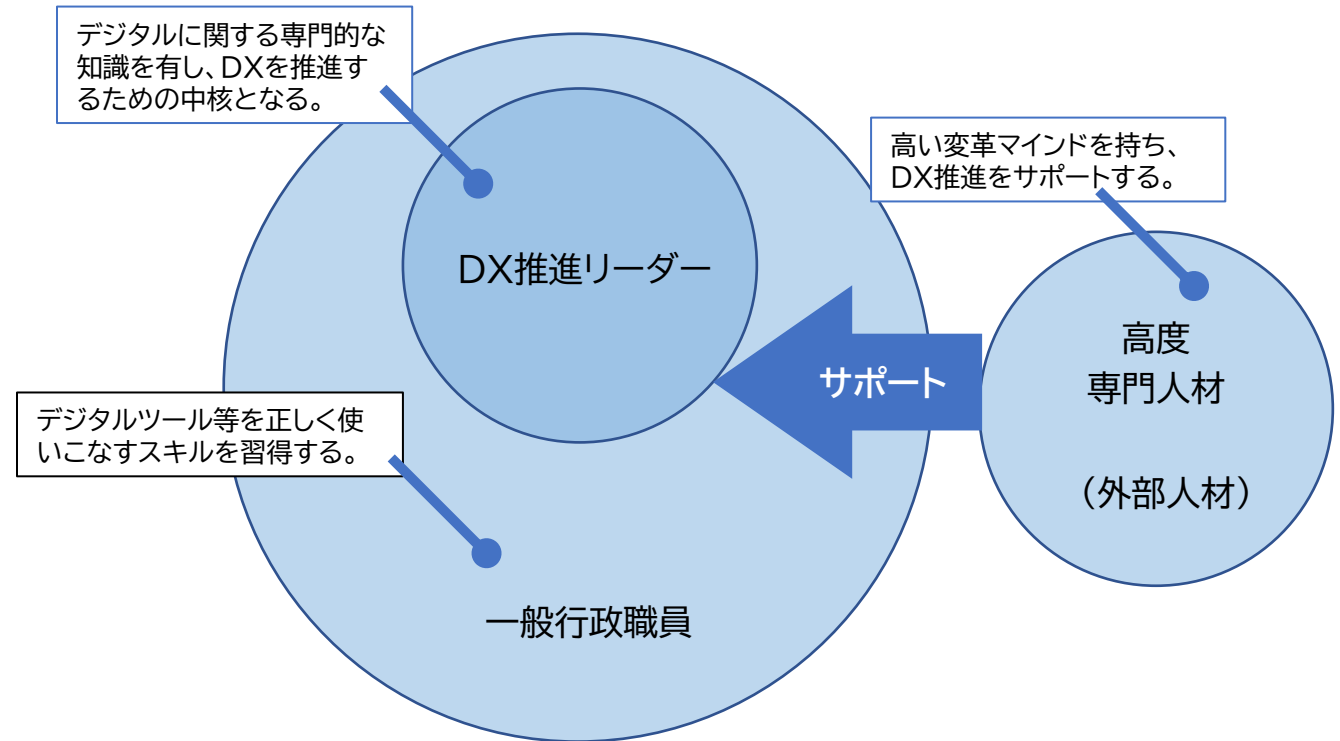 デジタルに関する専門的な
知識を有し、DXを推進す
るための中核となる。
高い変革マインドを持ち、
DX推進をサポートする。
DX推進リーダー
サポート
高度
専門人材
（外部人材）
デジタルツール等を正しく使
いこなすスキルを習得する。
一般行政職員